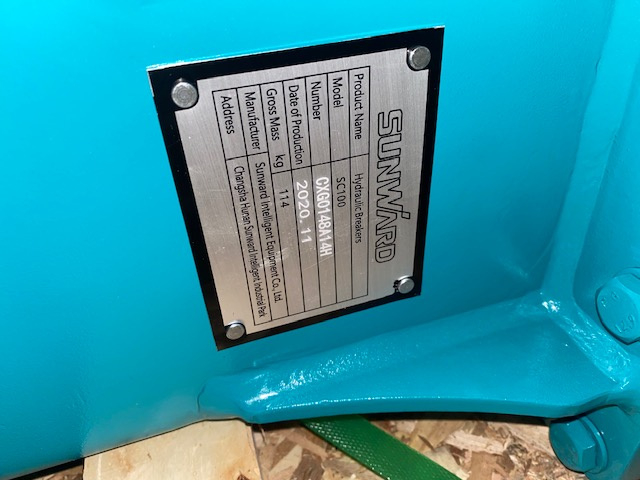 SUNWARD
Product Name Hydraulic Breakers
Model SC100
Number CXG0148A14H
Date of Production 2020.11
Gross Mass kg 114
Manufacturer Sunward Intelligent Equipment Co., Ltd.
Address Changsha Hunan Sunward Intelligent Industrial Park